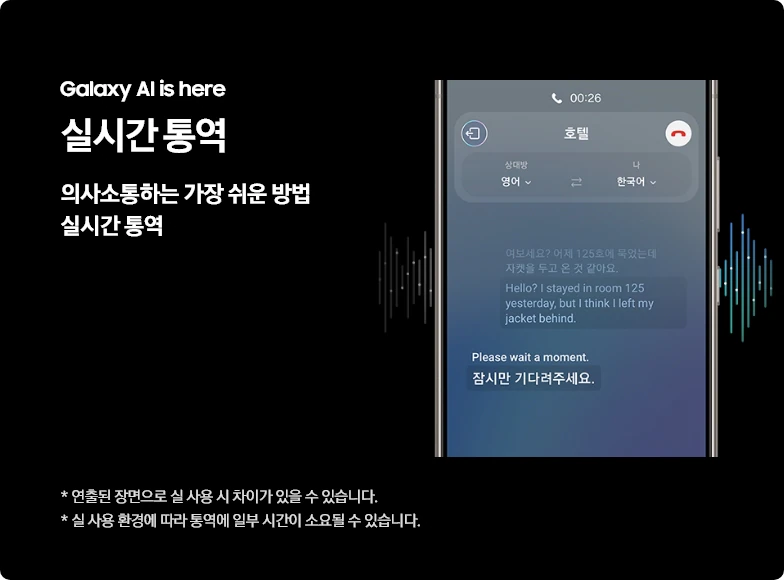 Galaxy AI is here
실시간 통역
의사소통하는 가장 쉬운 방법
실시간 통역
00:26
호텔
상대방
나
영어
한국어
여보세요? 어제 125호에 묵었는데
자켓을 두고 온 것 같아요.
Hello? I stayed in room 125
yesterday, but I think I left my
jacket behind.
Please wait a moment.
잠시만 기다려주세요.
* 연출된 장면으로 실 사용 시 차이가 있을 수 있습니다.
* 실 사용 환경에 따라 통역에 일부 시간이 소요될 수 있습니다.